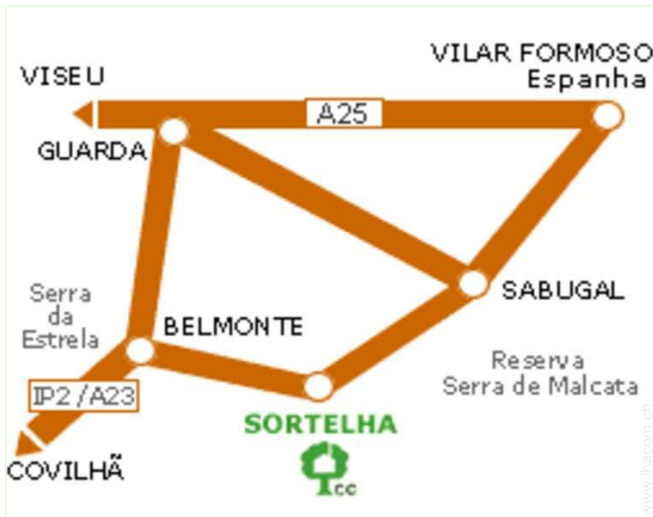 VILAR FORMOSO
Espanha
VISEU
A25
GUARDA
SABUGAL
Serra
da
Estrela
BELMONTE
Reserva
Serra de Malcata
IP2 /A23
SORTELHA
COVILHÃ
cc
www.ihacom.ch